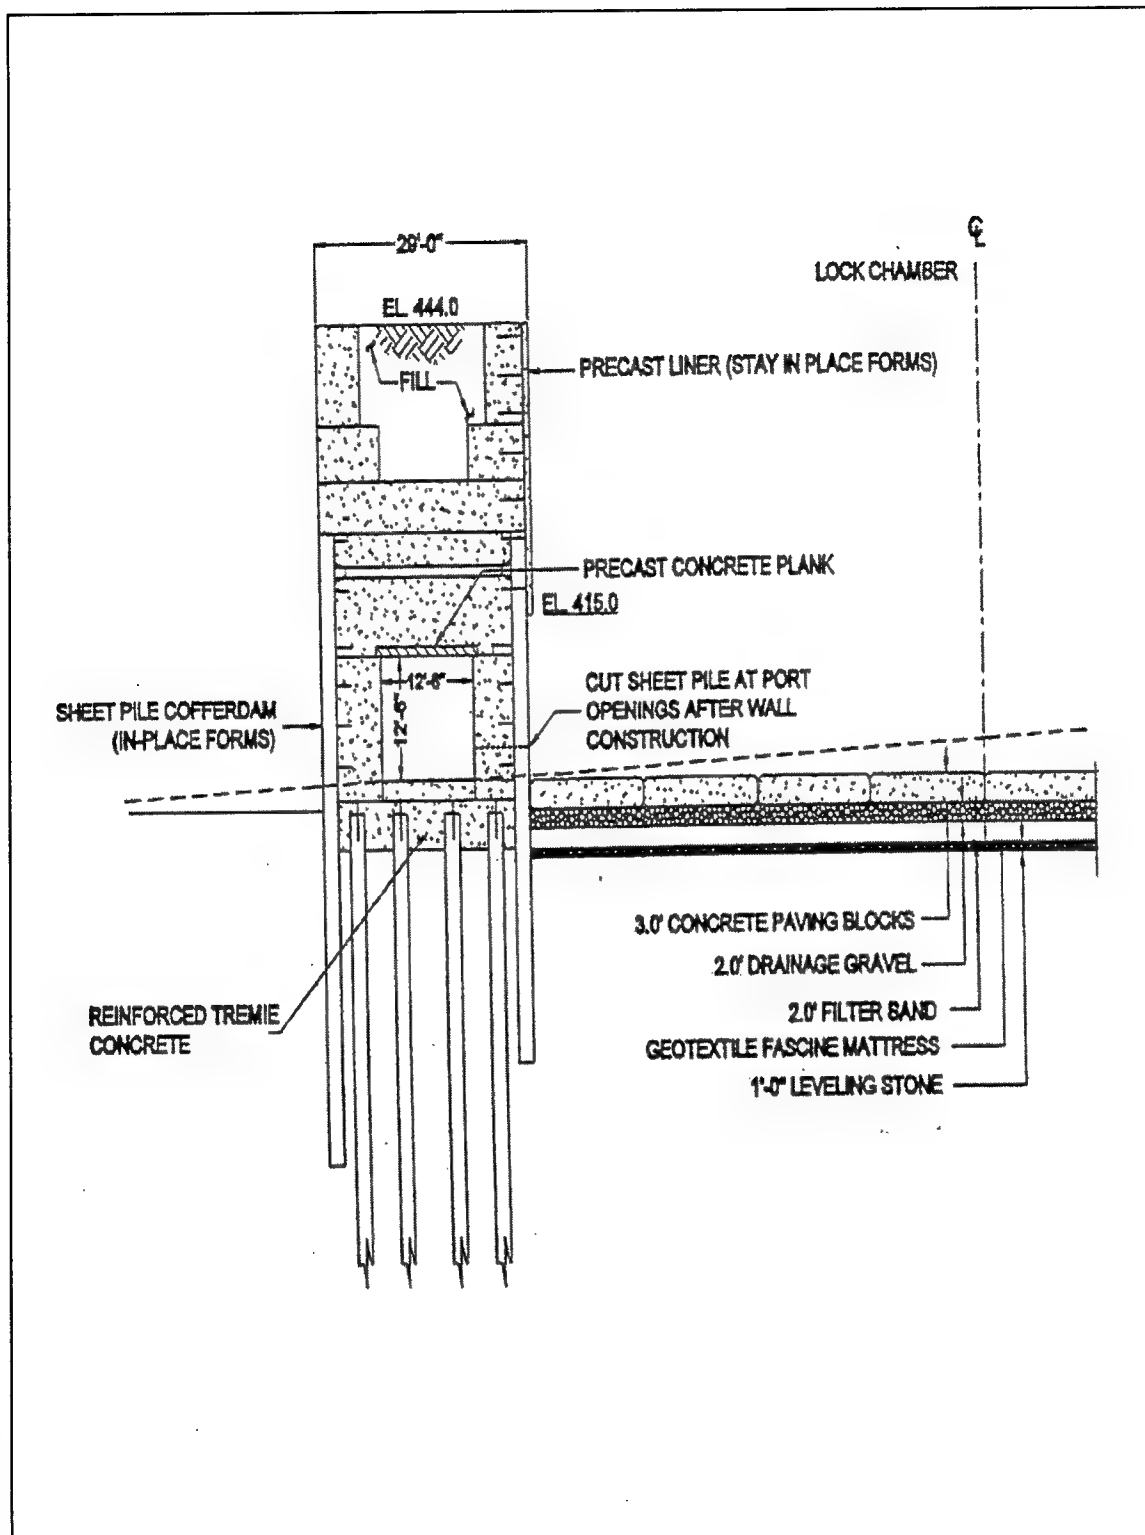 ℄
LOCK CHAMBER
29'-0"
EL. 444.0
PRECAST LINER (STAY IN PLACE FORMS)
FILL
PRECAST CONCRETE PLANK
EL. 415.0
12'-6"
12'-6"
CUT SHEET PILE AT PORT
OPENINGS AFTER WALL
CONSTRUCTION
SHEET PILE COFFERDAM
(IN-PLACE FORMS)
3.0' CONCRETE PAVING BLOCKS
2.0' DRAINAGE GRAVEL
2.0' FILTER SAND
GEOTEXTILE FASCINE MATTRESS
1'-0" LEVELING STONE
REINFORCED TREMIE
CONCRETE